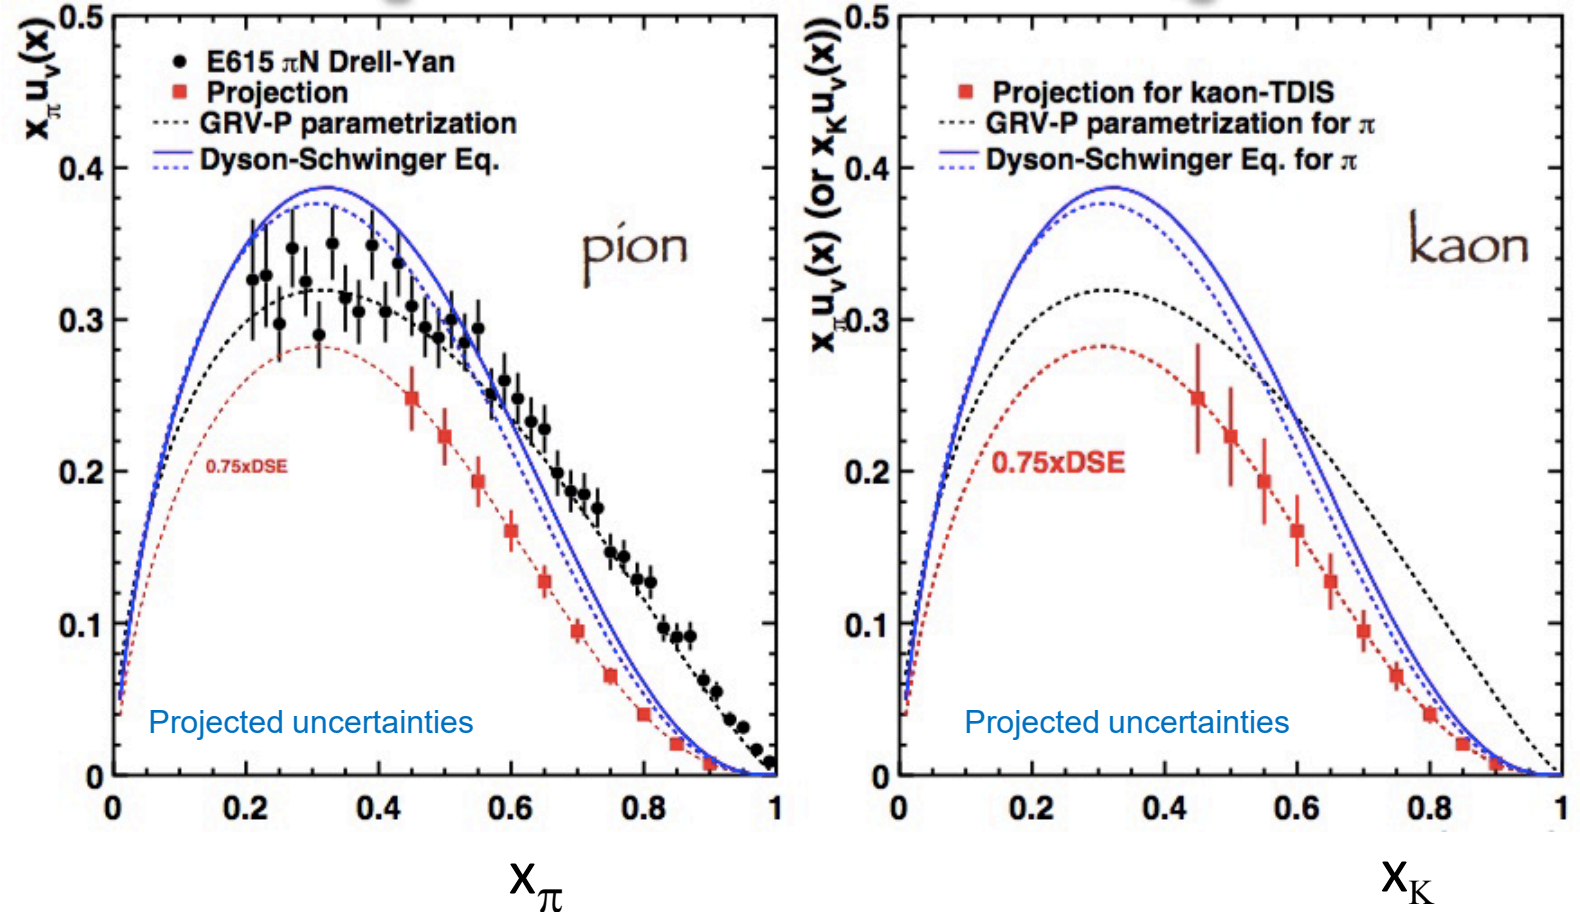 x_π u_v(x)
0.5
0.4
0.3
0.2
0.1
0
E615 πN Drell-Yan
Projection
GRV-P parametrization
Dyson-Schwinger Eq.
pion
0.75xDSE
Projected uncertainties
0 0.2 0.4 0.6 0.8 1
x_π
x_π u_v(x) (or x_K u_v(x))
0.5
0.4
0.3
0.2
0.1
0
Projection for kaon-TDIS
GRV-P parametrization for π
Dyson-Schwinger Eq. for π
kaon
0.75xDSE
Projected uncertainties
0 0.2 0.4 0.6 0.8 1
x_K